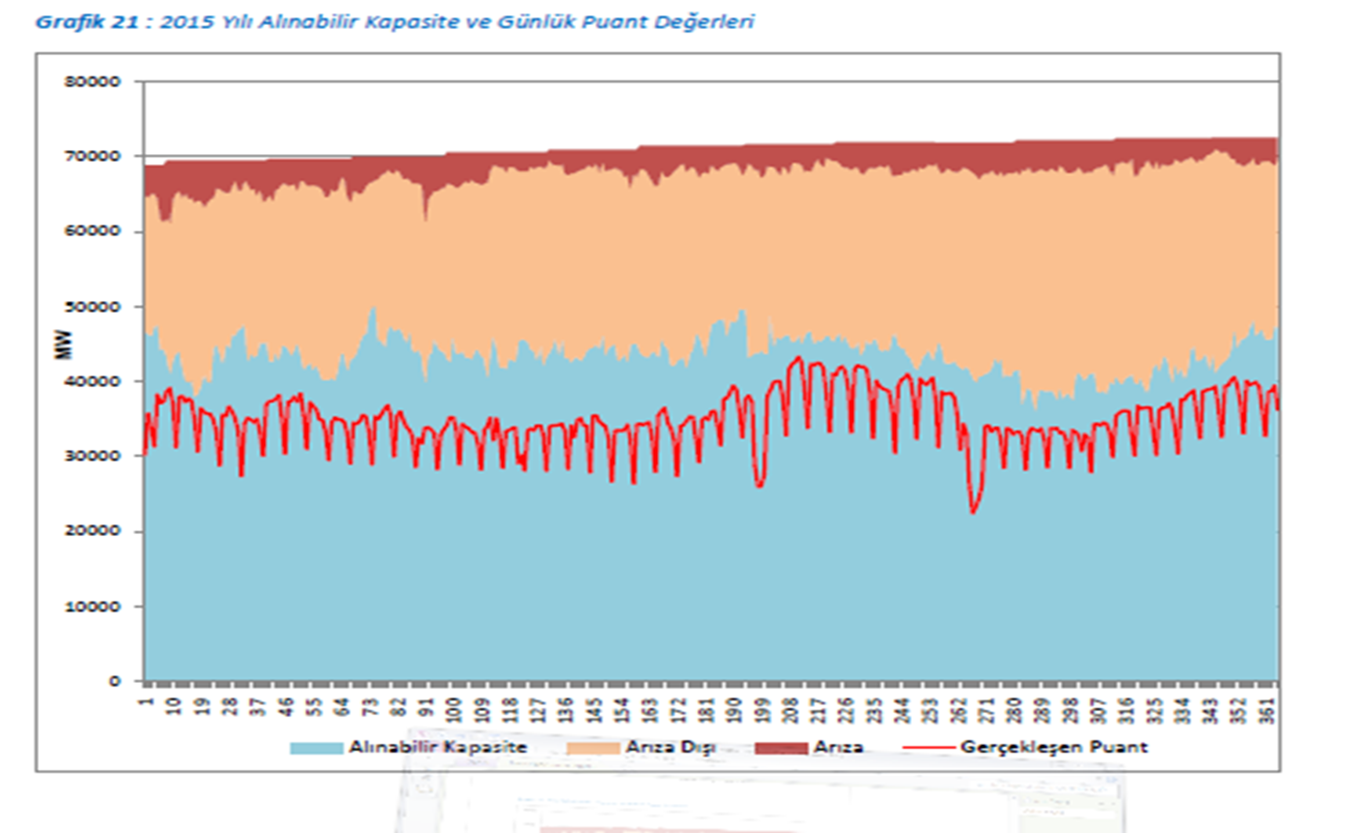 Grafik 21 : 2015 Yılı Alınabilir Kapasite ve Günlük Puant Değerleri
80000
70000
60000
50000
40000
30000
20000
10000
0
MW
1 10 19 28 37 46 55 64 73 82 91 100 109 118 127 136 145 154 163 172 181 190 199 208 217 226 235 244 253 262 271 280 289 298 307 316 325 334 343 352 361
Alınabilir Kapasite Arıza Dışı Arıza Gerçekleşen Puant